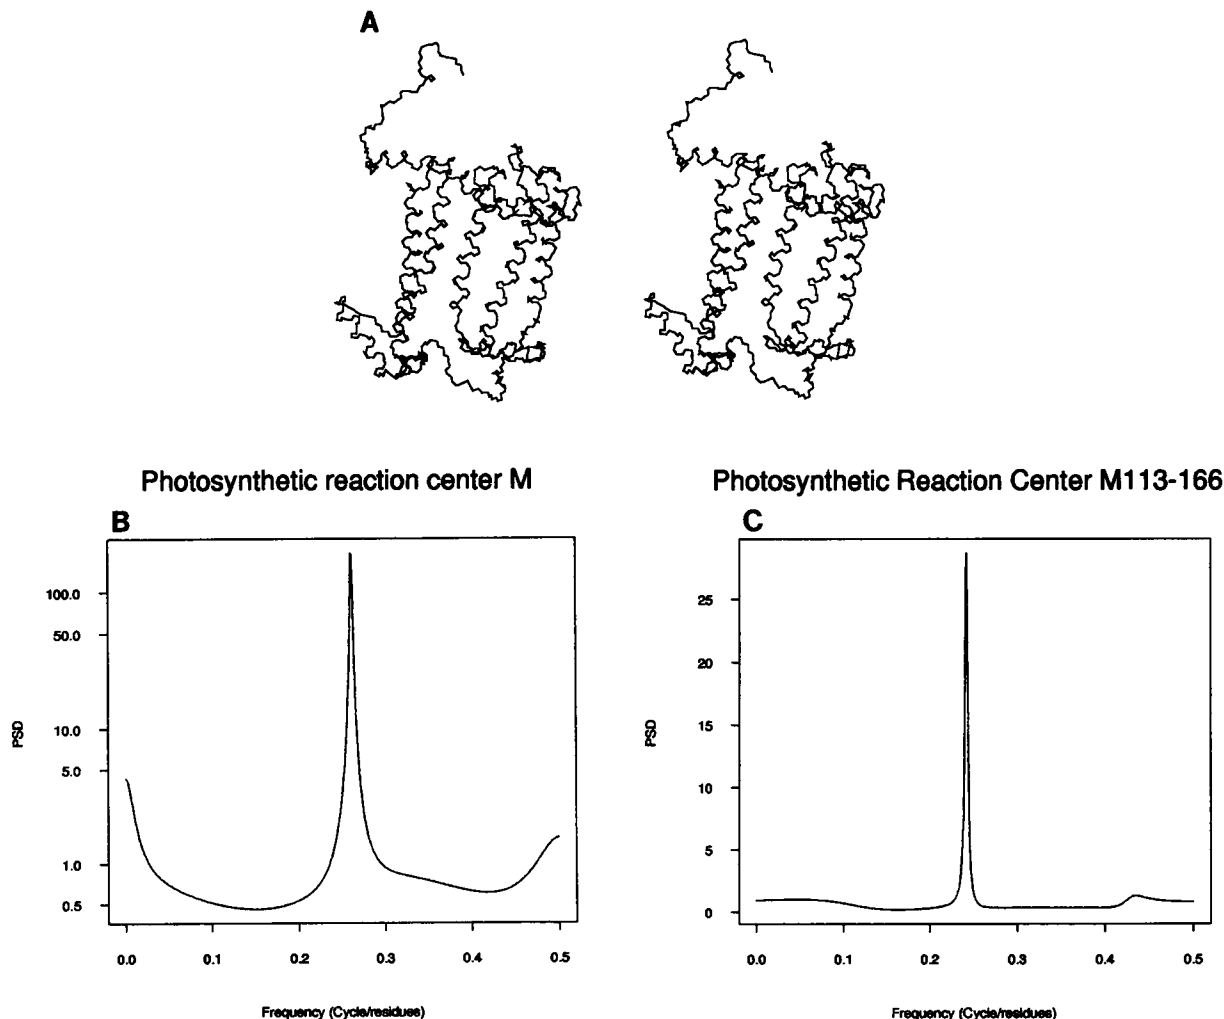 A
Photosynthetic reaction center M
B
100.0
50.0
10.0
5.0
1.0
0.5
PSD
0.0 0.1 0.2 0.3 0.4 0.5
Frequency (Cycle/residues)
Photosynthetic Reaction Center M113-166
C
25
20
15
10
5
0
PSD
0.0 0.1 0.2 0.3 0.4 0.5
Frequency (Cycle/residues)